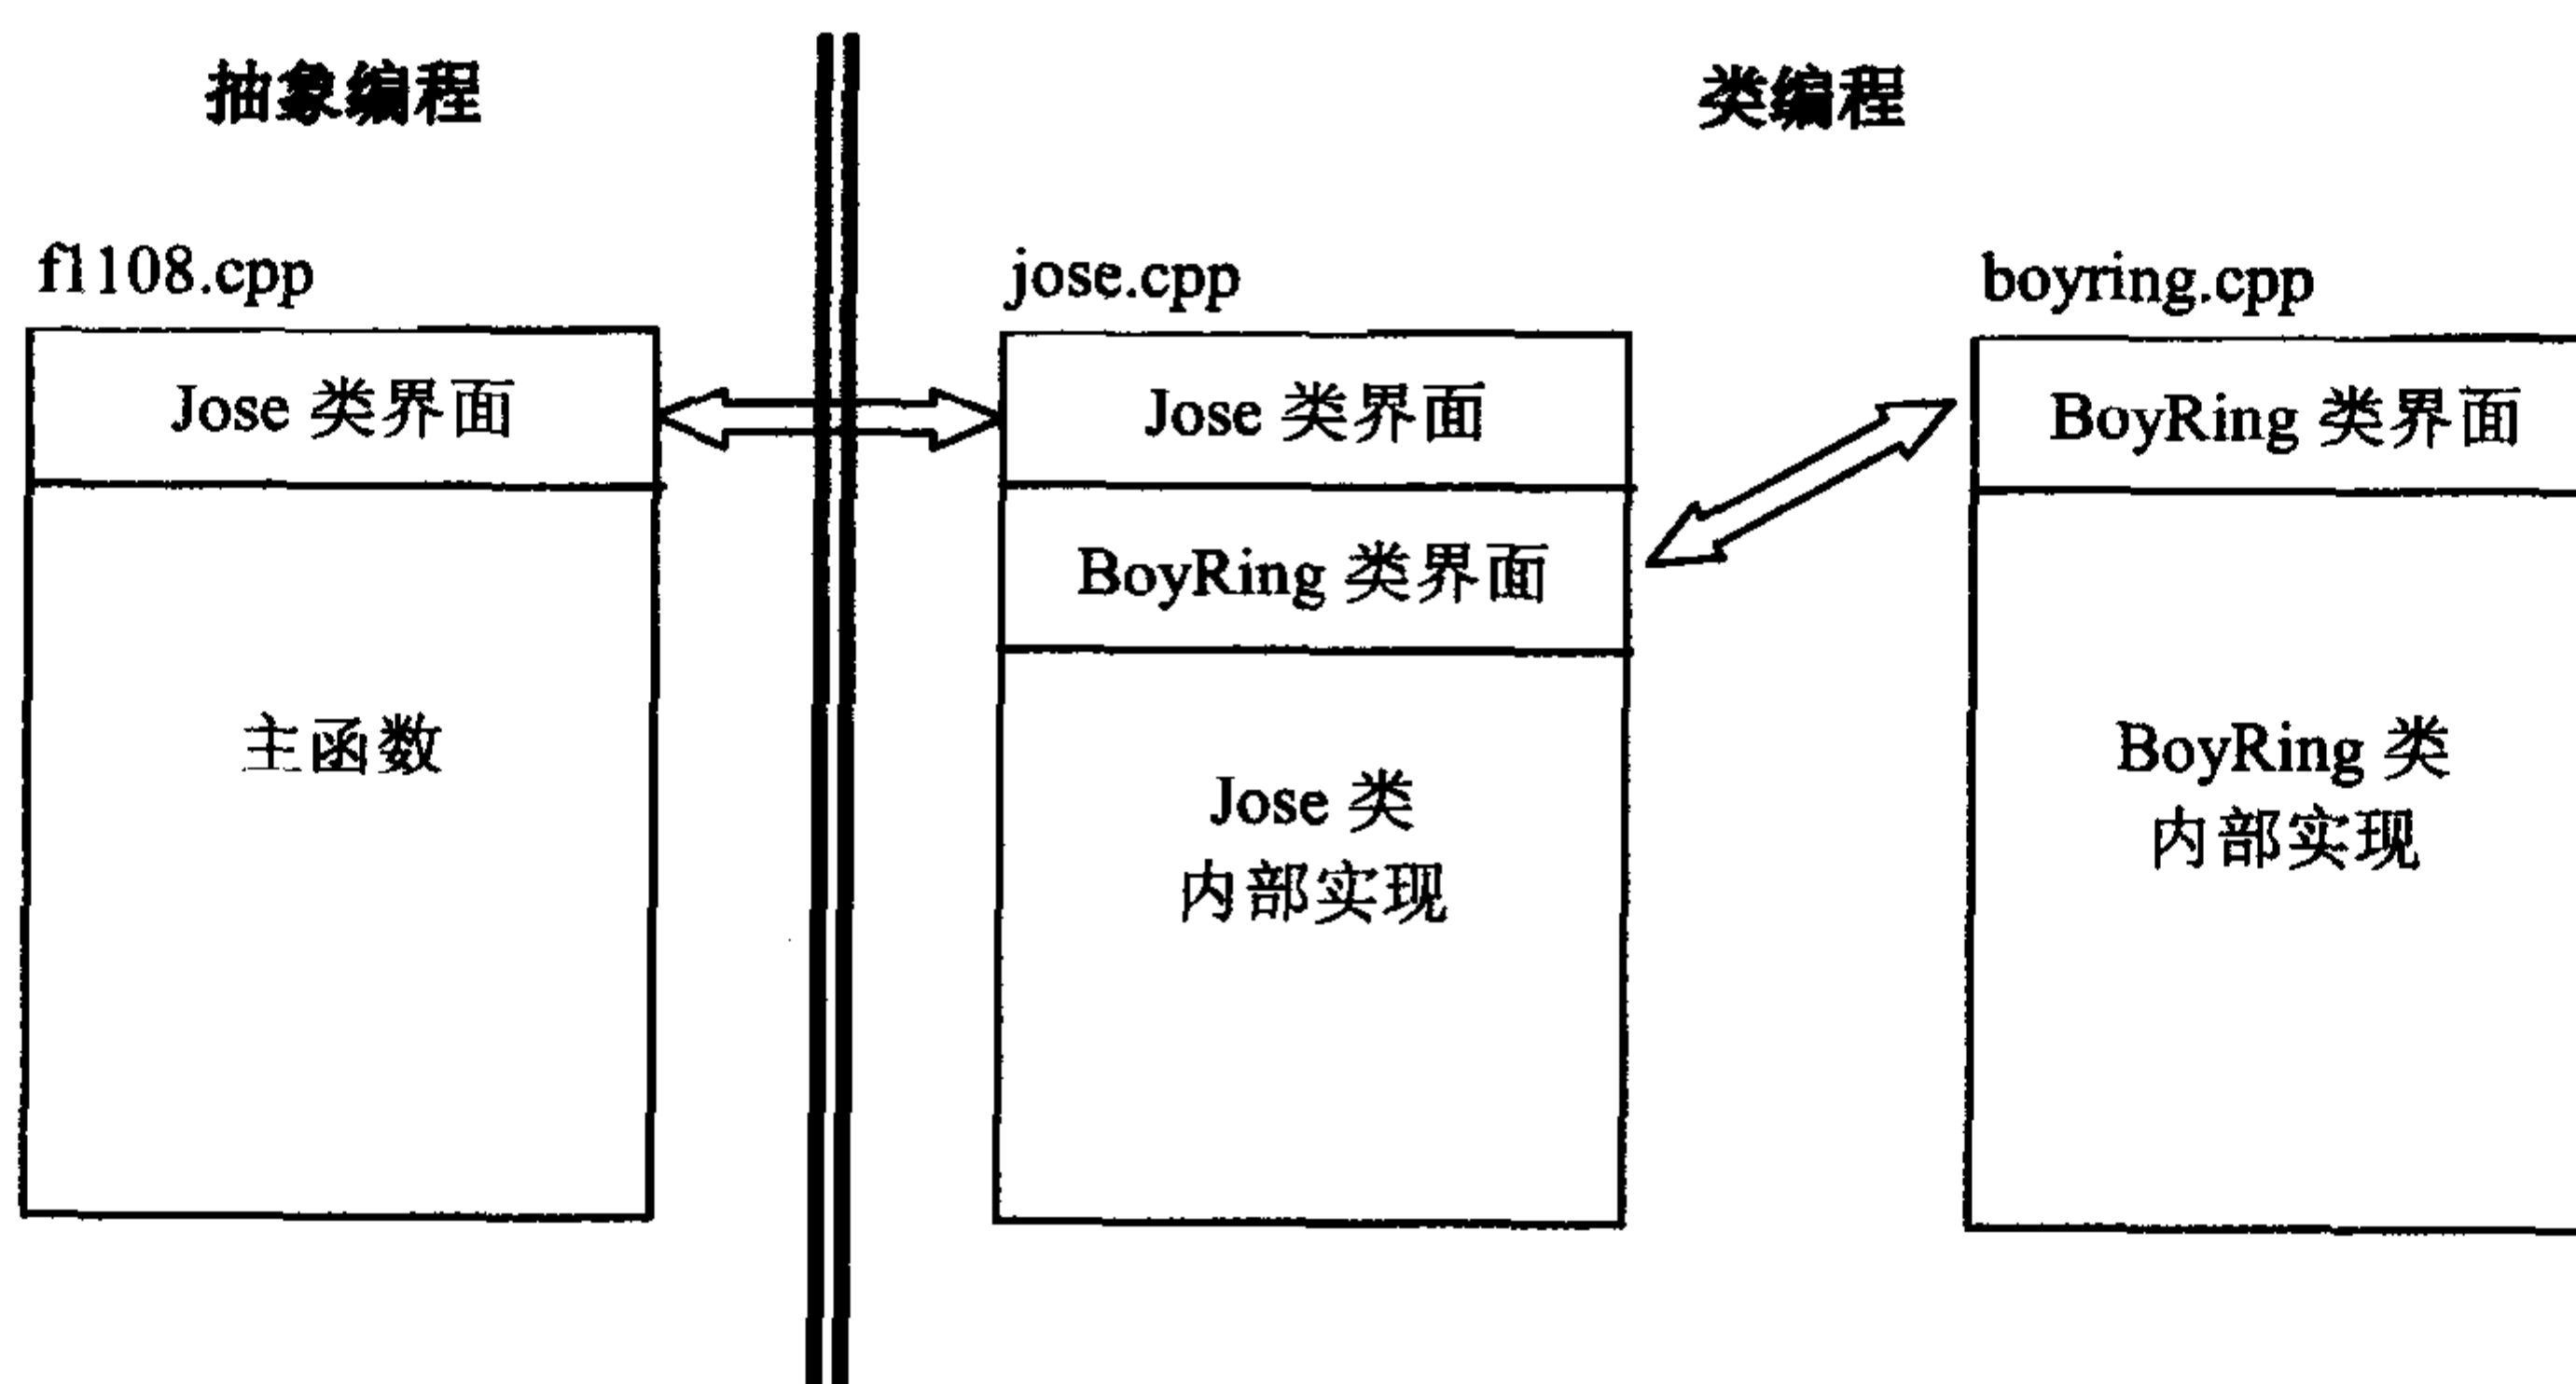 抽象编程
类编程
f1108.cpp
jose.cpp
boyring.cpp
Jose 类界面
主函数
Jose 类界面
BoyRing 类界面
Jose 类
内部实现
BoyRing 类界面
BoyRing 类
内部实现